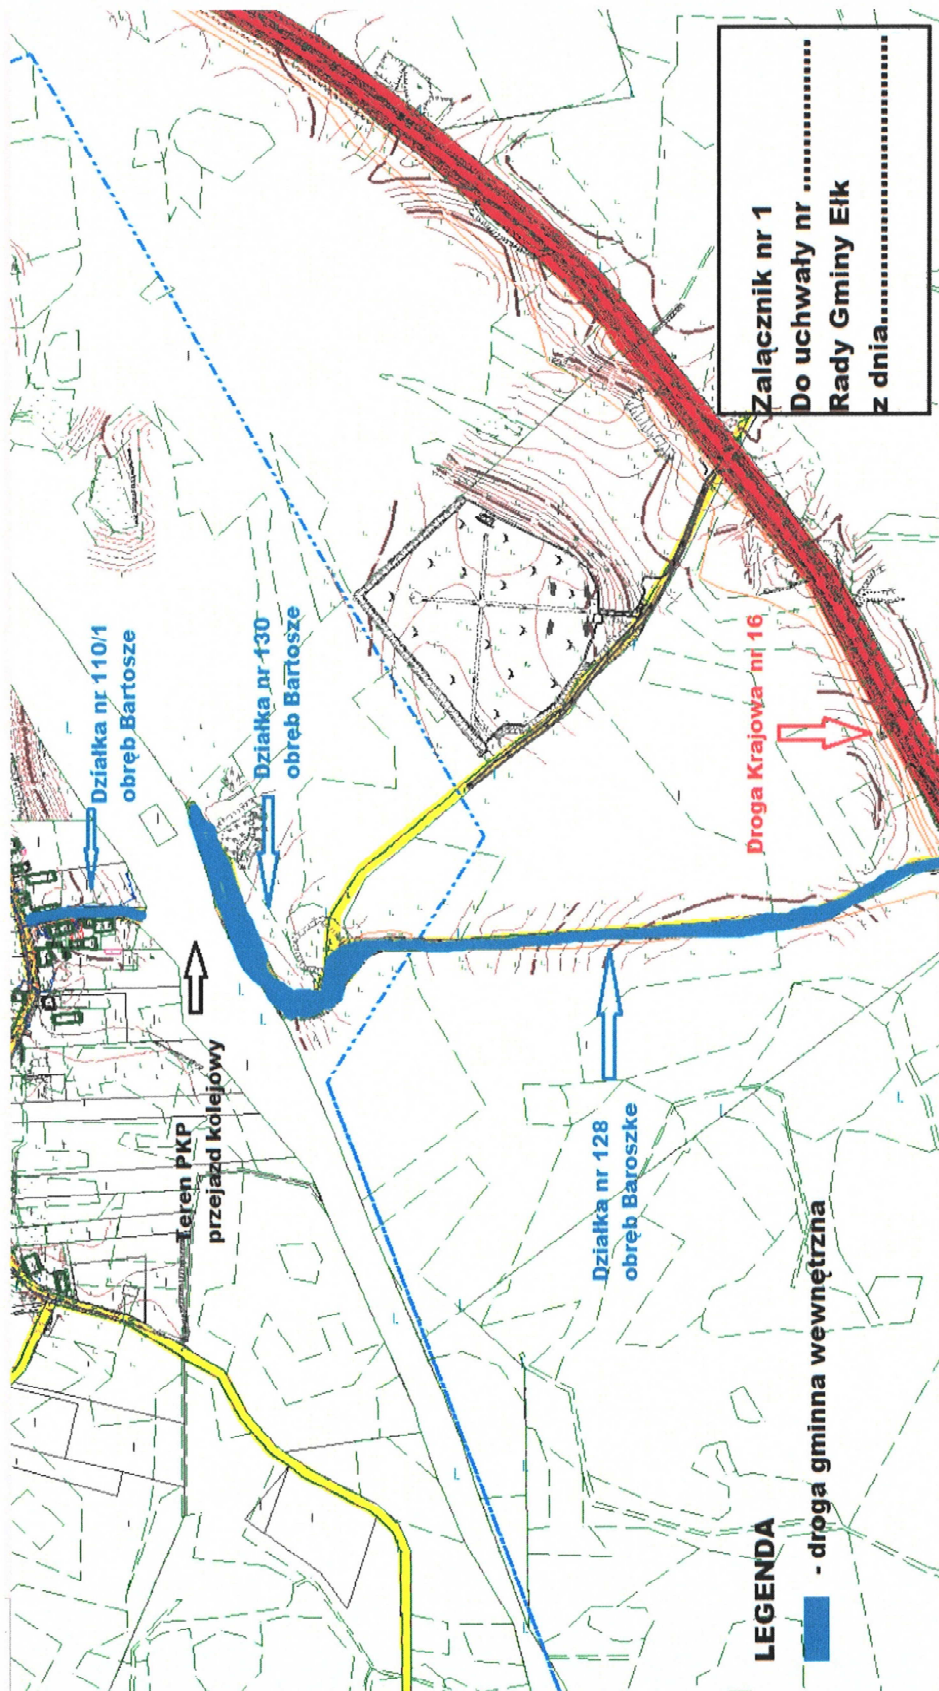 Załącznik nr 1
Do uchwały nr ......................
Rady Gminy Ełk
z dnia....................................
Działka nr 110/1
obręb Bartosze
Działka nr 130
obręb Bartosze
Teren PKP
przejazd kolejowy
Droga Krajowa nr 16
Działka nr 128
obręb Baroszke
LEGENDA
- droga gminna wewnętrzna